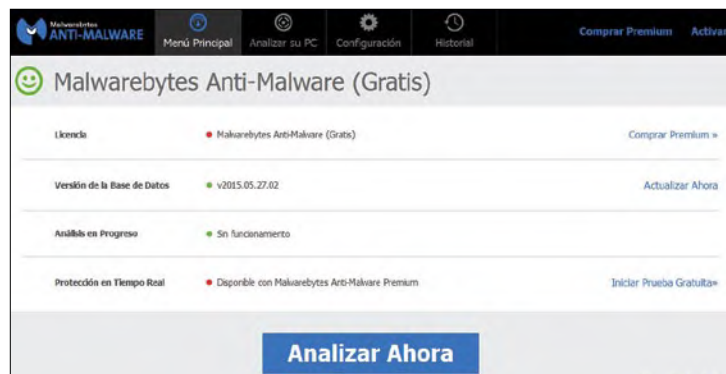 Malwarebytes
ANTI-MALWARE
Menú Principal
Analizar su PC
Configuración
Historial
Comprar Premium
Activar
Malwarebytes Anti-Malware (Gratis)
Licencia
Malwarebytes Anti-Malware (Gratis)
Comprar Premium »
Versión de la Base de Datos
v2015.05.27.02
Actualizar Ahora
Análisis en Progreso
Sin funcionamiento
Protección en Tiempo Real
Disponible con Malwarebytes Anti-Malware Premium
Iniciar Prueba Gratuita»
Analizar Ahora